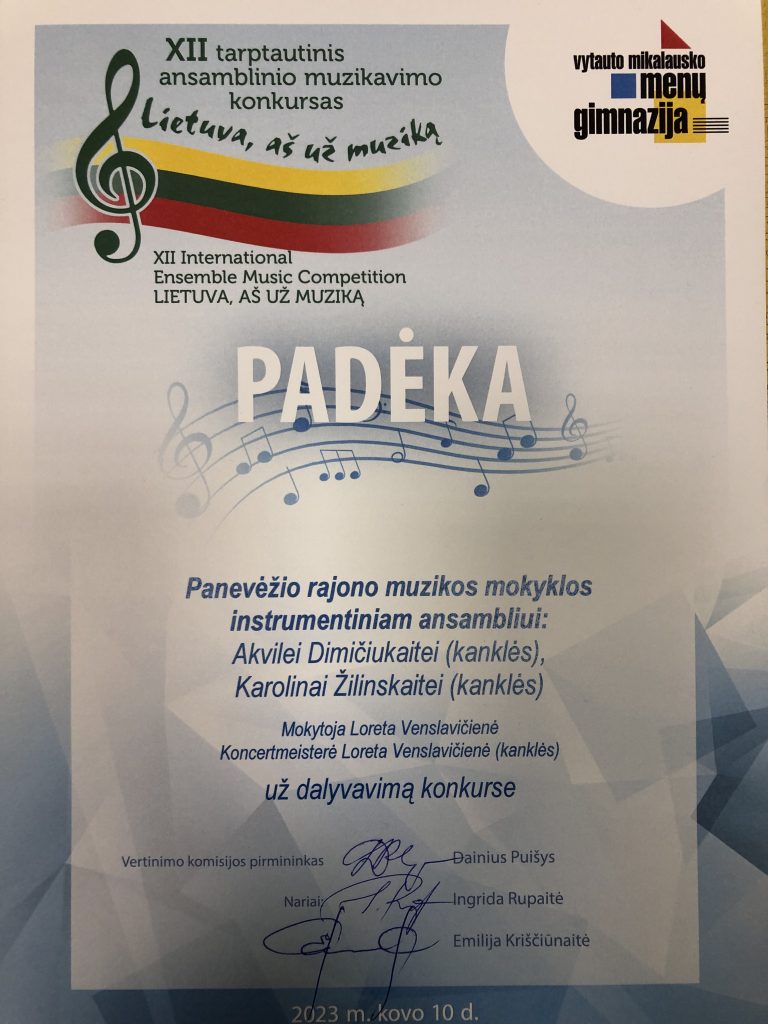 XII tarptautinis
ansamblinio muzikavimo
konkursas
Lietuva, aš už muziką
vytauto mikalausko
menų
gimnazija
XII International
Ensemble Music Competition
LIETUVA, AŠ UŽ MUZIKĄ
PADĖKA
Panevėžio rajono muzikos mokyklos
instrumentiniam ansambliui:
Akvilei Dimičiukaitei (kanklės),
Karolinai Žilinskaitei (kanklės)
Mokytoja Loreta Venslavičienė
Koncertmeisterė Loreta Venslavičienė (kanklės)
už dalyvavimą konkurse
Vertinimo komisijos pirmininkas Dainius Puišys
Nariai: Ingrida Rupaitė
Emilija Kriščiūnaitė
2023 m. kovo 10 d.